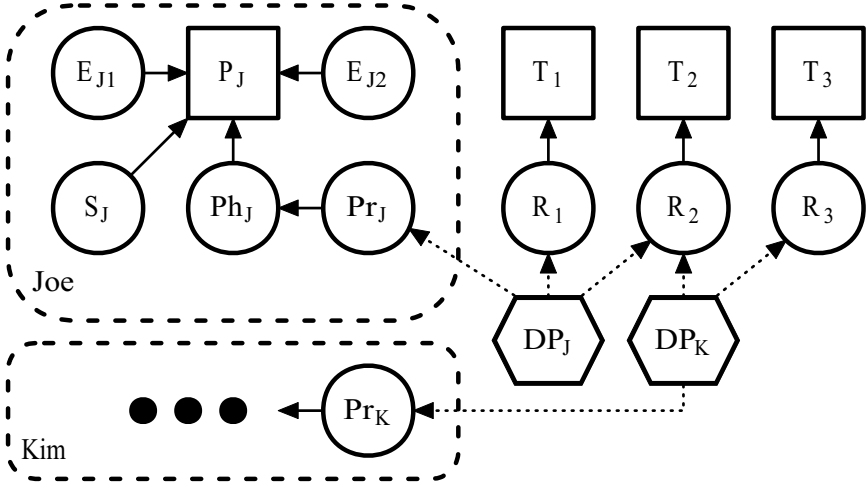 E_J1 P_J E_J2 T_1 T_2 T_3
S_J Ph_J Pr_J R_1 R_2 R_3
Joe
DP_J DP_K
Pr_K
Kim